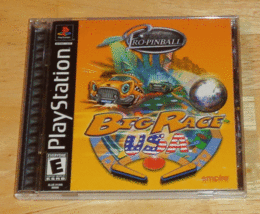 PlayStation
PRO-PINBALL
BIG RACE
USA
E
empire